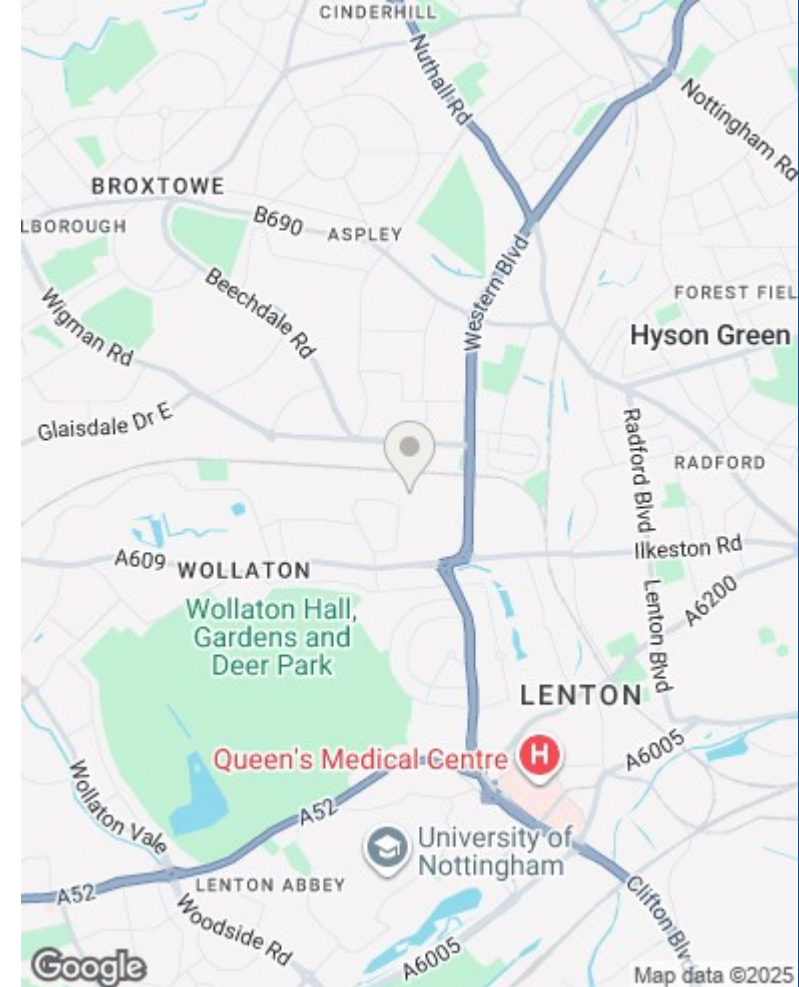 CINDERHILL
Nuthall Rd
Nottingham Rd
BROXTOWE
LBOROUGH
B690
ASPLEY
Western Blvd
Beechdale Rd
Wigman Rd
FOREST FIEL
Hyson Green
Glaisdale Dr E
Radford Blvd
RADFORD
A609
WOLLATON
Ilkeston Rd
Wollaton Hall,
Gardens and
Deer Park
A6200
Lenton Blvd
LENTON
Queen's Medical Centre
H
A6005
Wollaton Vale
A52
University of
Nottingham
A52
LENTON ABBEY
Woodside Rd
Clifton Blv
A6005
Google
Map data ©2025